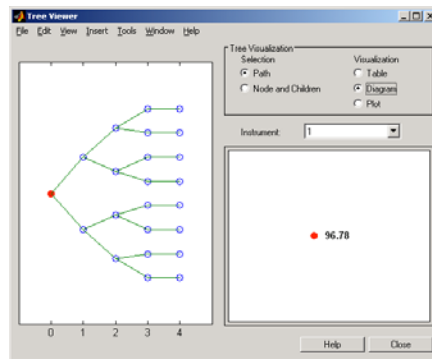 Tree Viewer
File Edit View Insert Tools Window Help
Tree Visualization
Selection Visualization
Path Table
Node and Children Diagram
Plot
Instrument: 1
96.78
0 1 2 3 4
Help Close